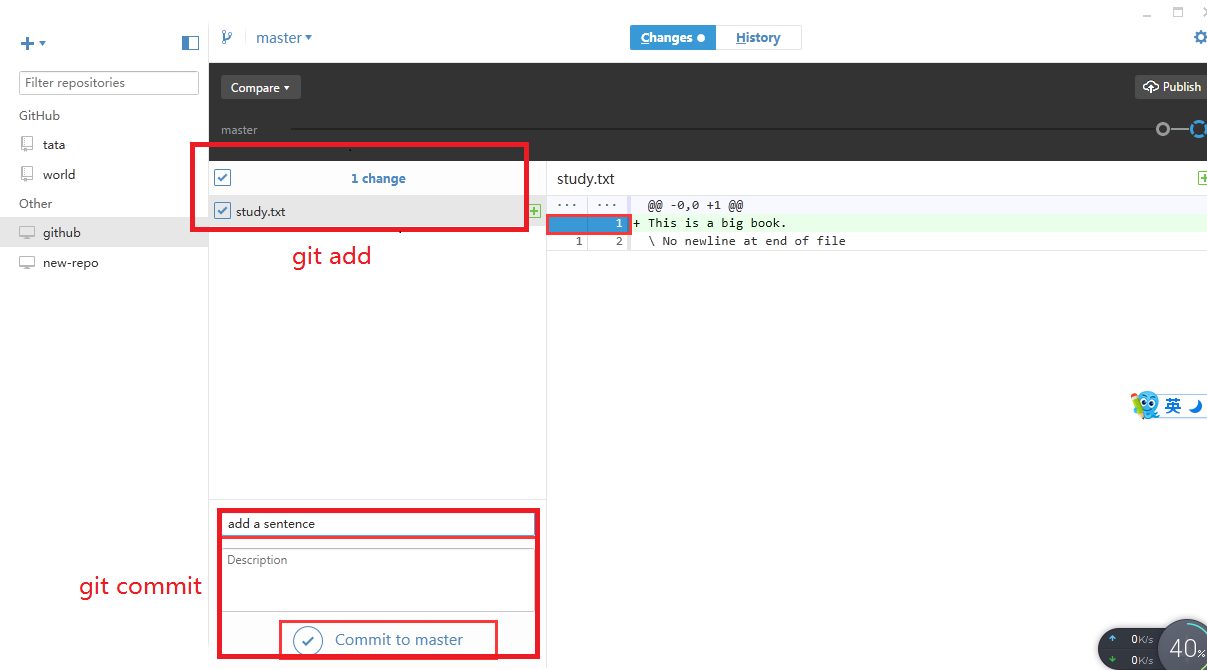 master
Changes
History
Filter repositories
GitHub
tata
world
Other
github
new-repo
Compare
Publish
master
1 change
study.txt
git add
study.txt
... ... @@ -0,0 +1 @@
1 + This is a big book.
1 2 \ No newline at end of file
英
add a sentence
Description
git commit
Commit to master
0K/s
0K/s
40%